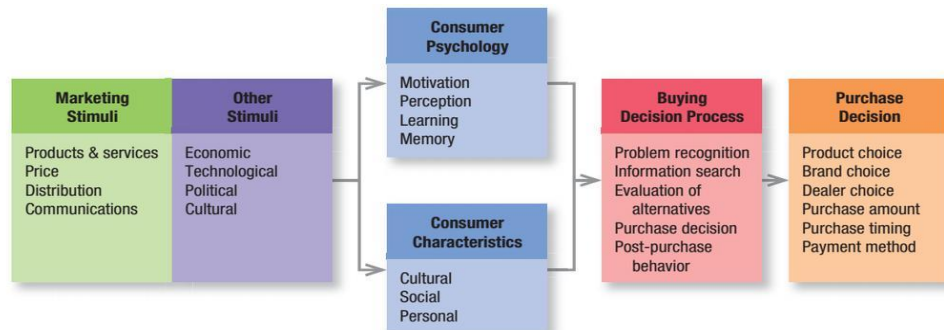 Marketing
Stimuli
Products & services
Price
Distribution
Communications
Other
Stimuli
Economic
Technological
Political
Cultural
Consumer
Psychology
Motivation
Perception
Learning
Memory
Consumer
Characteristics
Cultural
Social
Personal
Buying
Decision Process
Problem recognition
Information search
Evaluation of
alternatives
Purchase decision
Post-purchase
behavior
Purchase
Decision
Product choice
Brand choice
Dealer choice
Purchase amount
Purchase timing
Payment method